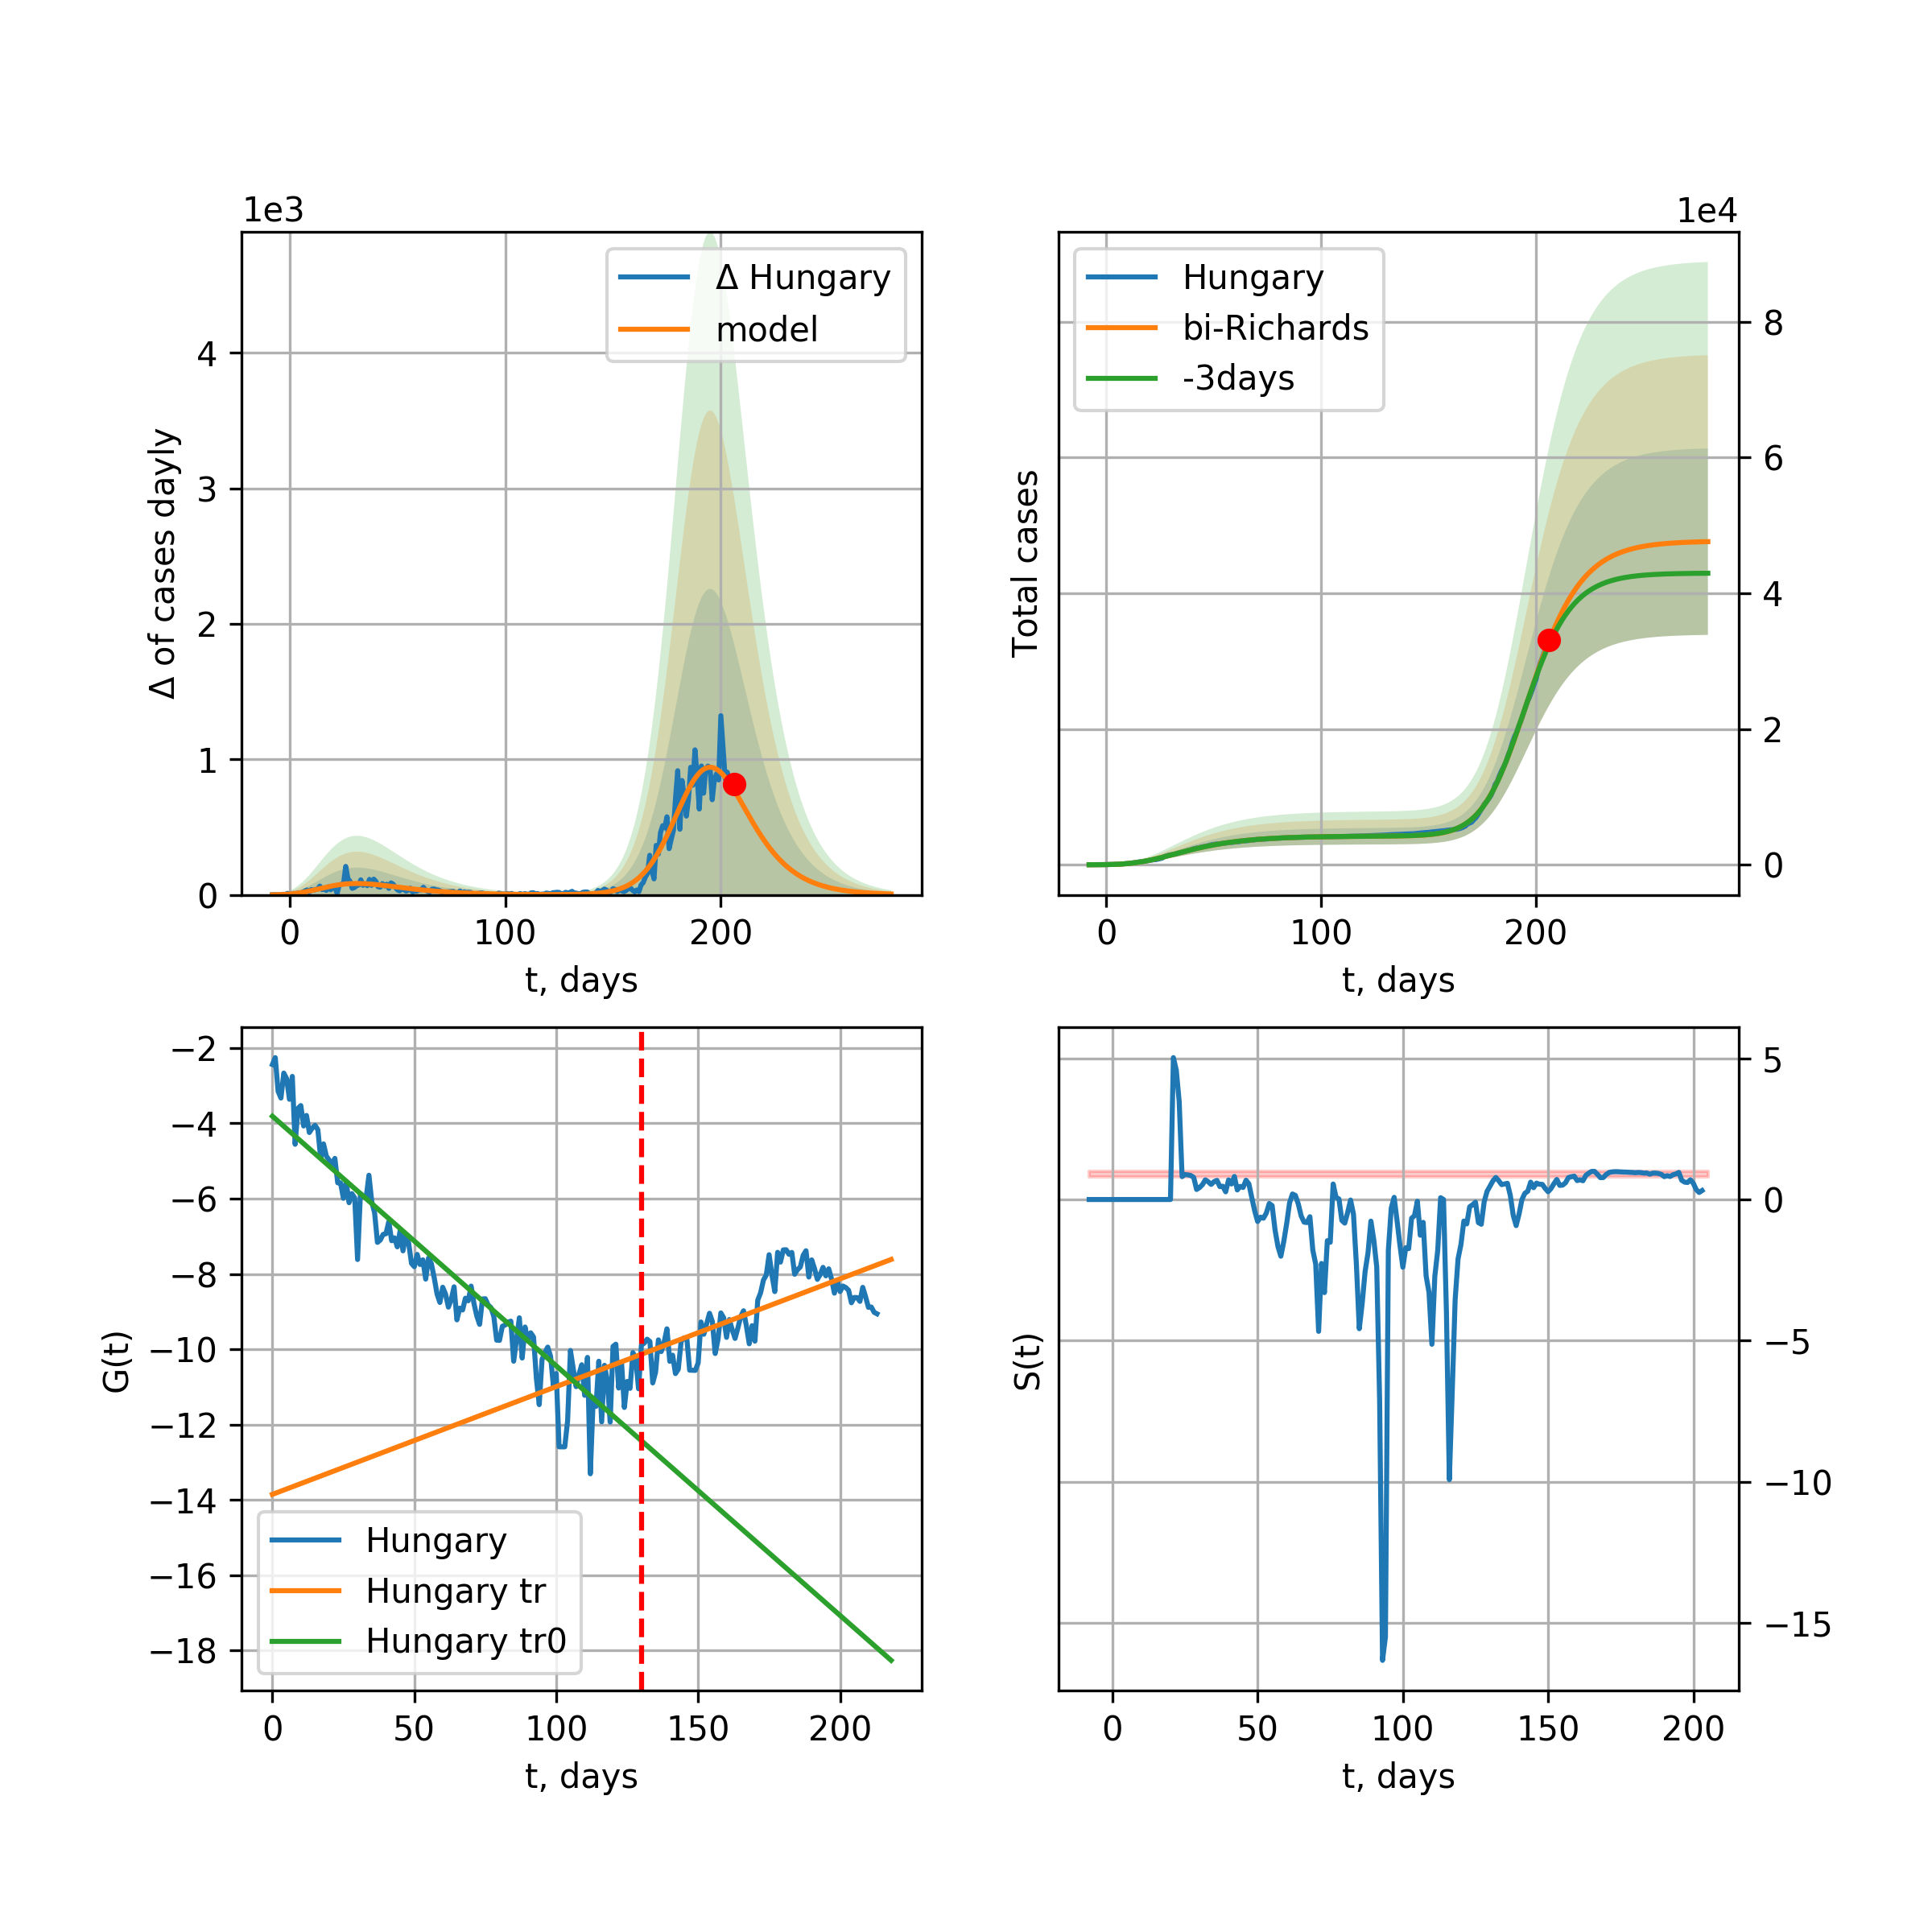 1e3
Δ Hungary
model
4
3
2
1
0
Δ of cases dayly
0 100 200
t, days
1e4
Hungary
bi-Richards
-3days
8
6
4
2
0
Total cases
0 100 200
t, days
−2
−4
−6
−8
−10
−12
−14
−16
−18
G(t)
Hungary
Hungary tr
Hungary tr0
0 50 100 150 200
t, days
5
0
−5
−10
−15
S(t)
0 50 100 150 200
t, days